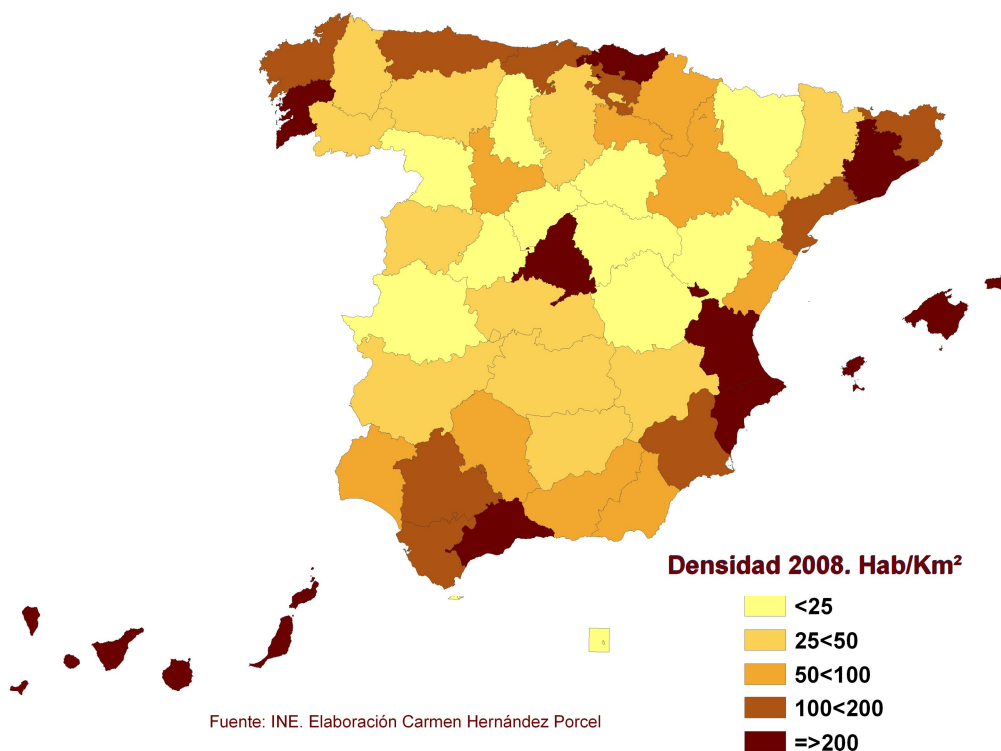 Densidad 2008. Hab/Km²
<25
25<50
50<100
100<200
=>200
Fuente: INE. Elaboración Carmen Hernández Porcel